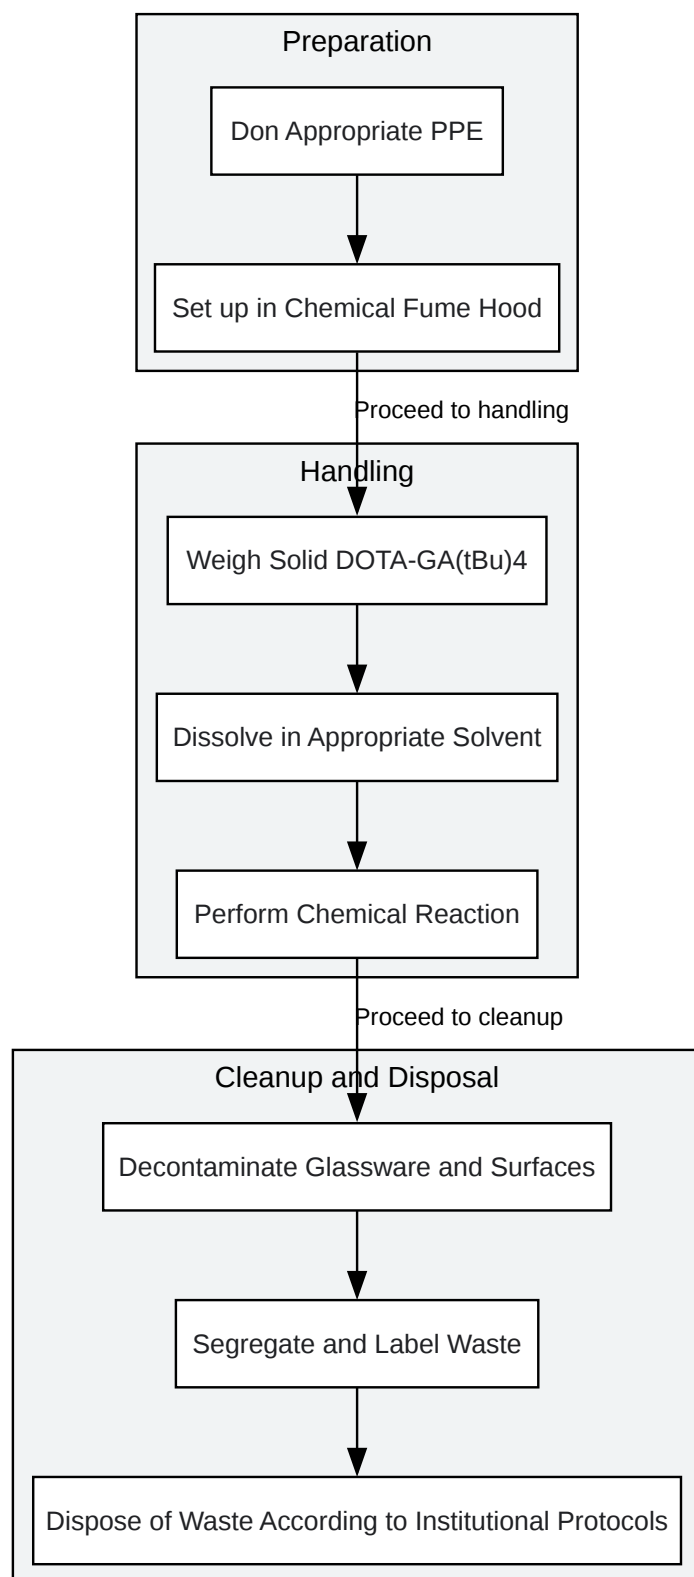 Preparation
Don Appropriate PPE
Set up in Chemical Fume Hood
Proceed to handling
Handling
Weigh Solid DOTA-GA(tBu)4
Dissolve in Appropriate Solvent
Perform Chemical Reaction
Proceed to cleanup
Cleanup and Disposal
Decontaminate Glassware and Surfaces
Segregate and Label Waste
Dispose of Waste According to Institutional Protocols